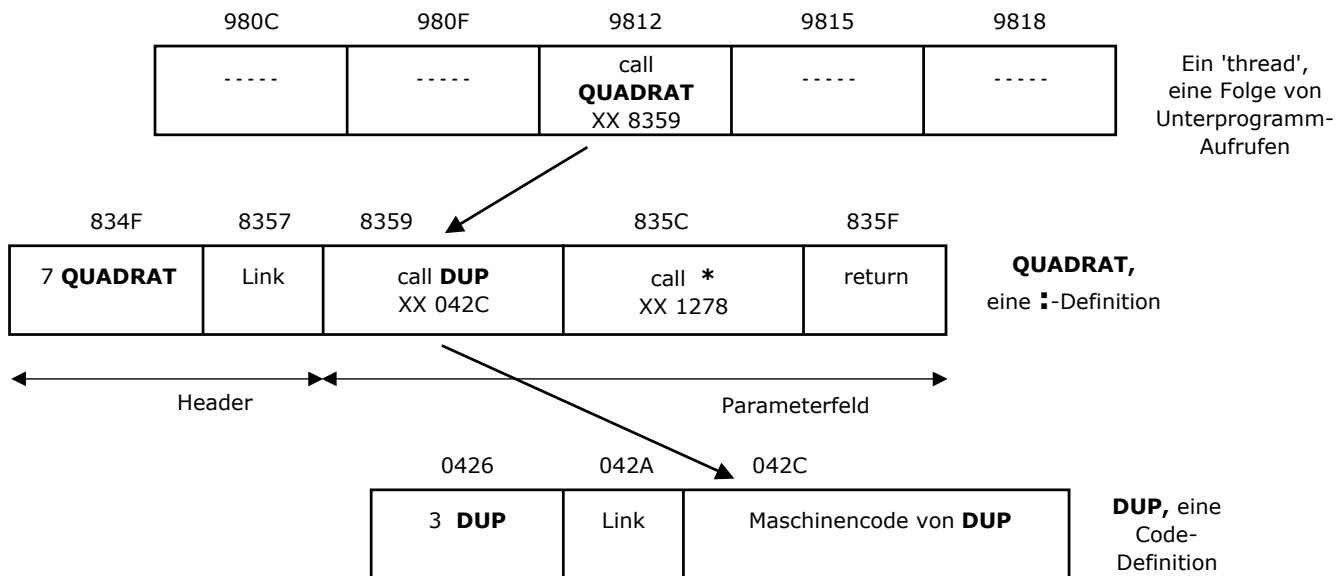 980C 980F 9812 9815 9818
- - - - - - - - - - call - - - - - - - - - -
QUADRAT
XX 8359
Ein 'thread',
eine Folge von
Unterprogramm-
Aufrufen
834F 8357 8359 835C 835F
7 QUADRAT Link call DUP call * return
XX 042C XX 1278
QUADRAT,
eine :-Definition
Header Parameterfeld
0426 042A 042C
3 DUP Link Maschinencode von DUP
DUP, eine
Code-
Definition